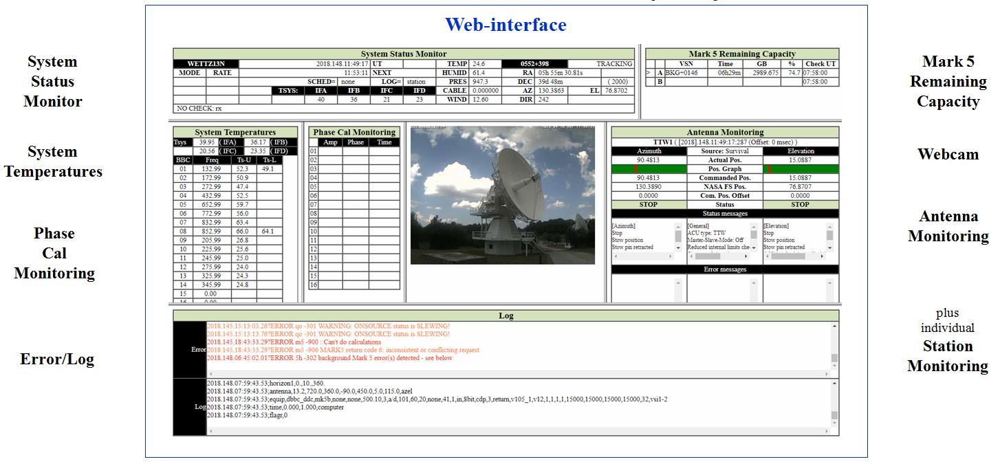 Web-interface
System
Status
Monitor
System
Temperatures
Phase
Cal
Monitoring
Error/Log
System Status Monitor
WETTZ13N 2018.148.11:49:17 UT TEMP 24.6 0552+398 TRACKING
MODE RATE 11:53:11 NEXT HUMID 61.4 RA 05h 55m 30.81s
SCHED= none LOG= station PRES 947.3 DEC 39d 48m ( 2000)
TSYS: IFA IFB IFC IFD CABLE 0.000000 AZ 130.3863 EL 76.8702
40 36 21 23 WIND 12.60 DIR 242
NO CHECK: rx
Mark 5 Remaining Capacity
VSN Time GB % Check UT
> A BKG+0146 06h29m 2989.675 74.7 07:58:00
B 07:58:00
System Temperatures
Tsys 39.95 ( IFA) 36.17 ( IFB)
20.56 ( IFC) 23.35 ( IFD)
BBC Freq Ts-U Ts-L
01 132.99 52.3 49.1
02 172.99 50.9
03 272.99 47.4
04 432.99 52.5
05 652.99 59.7
06 772.99 56.0
07 832.99 63.4
08 852.99 66.0 64.1
09 205.99 26.8
10 225.99 25.6
11 245.99 25.0
12 275.99 24.0
13 325.99 24.3
14 345.99 24.8
15 0.00
16 0.00
Phase Cal Monitoring
Amp Phase Time
01
02
03
04
05
06
07
08
09
10
11
12
13
14
15
16
Antenna Monitoring
TTW1 ( [2018].148.11:49:17:287 (Offset: 0 msec) )
Azimuth Source: Survival Elevation
90.4813 Actual Pos. 15.0887
Pos. Graph
90.4813 Commanded Pos. 15.0887
130.3890 NASA FS Pos. 76.8707
0.0000 Com. Pos. Offset 0.0000
STOP Status STOP
Status messages
[Azimuth]
Stop
Stow position
Stow pin retracted
[General]
ACU type: TTW
Master-Slave-Mode: Off
Reduced internal limits che
[Elevation]
Stop
Stow position
Stow pin retracted
Error messages
Log
Error
2018.145.15:13:03.26?ERROR qo -301 WARNING: ONSOURCE status is SLEWING!
2018.145.15:13:13.76?ERROR qo -301 WARNING: ONSOURCE status is SLEWING!
2018.145.18:43:33.29?ERROR m5 -900 : Can't do calculations
2018.145.18:43:33.29?ERROR m5 -906 MARK5 return code 6: inconsistent or conflicting request
2018.148.06:45:02.01?ERROR 5h -302 background Mark 5 error(s) detected - see below
Log
2018.148.07:59:43.53;horizon1,0.,10.,360.
2018.148.07:59:43.53;antenna,13.2,720.0,360.0,-90.0,450.0,5.0,115.0,azel
2018.148.07:59:43.53;equip,dbbc_ddc,mk5b,none,none,500.10,3,a/d,101,60,20,none,41,1,in,8bit,cdp,3,return,v105_1,v12,1,1,1,1,15000,15000,15000,15000,32,vsi1-2
2018.148.07:59:43.53;time,0.000,1.000,computer
2018.148.07:59:43.53;flagr,0
Mark 5
Remaining
Capacity
Webcam
Antenna
Monitoring
plus
individual
Station
Monitoring